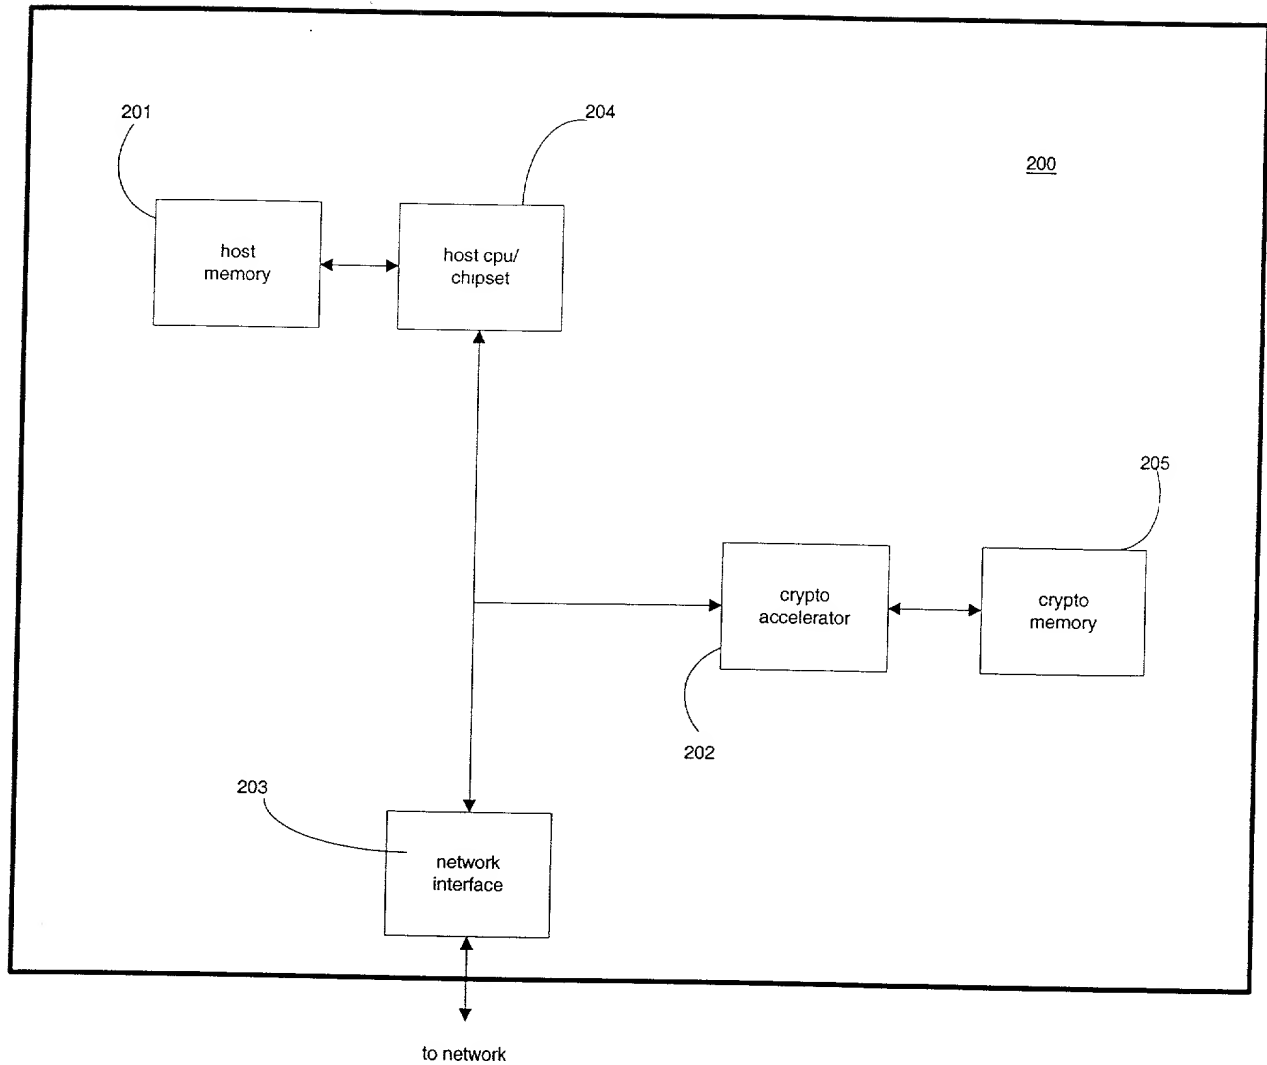 201
204
200
host
memory
host cpu/
chipset
205
crypto
accelerator
crypto
memory
202
203
network
interface
to network